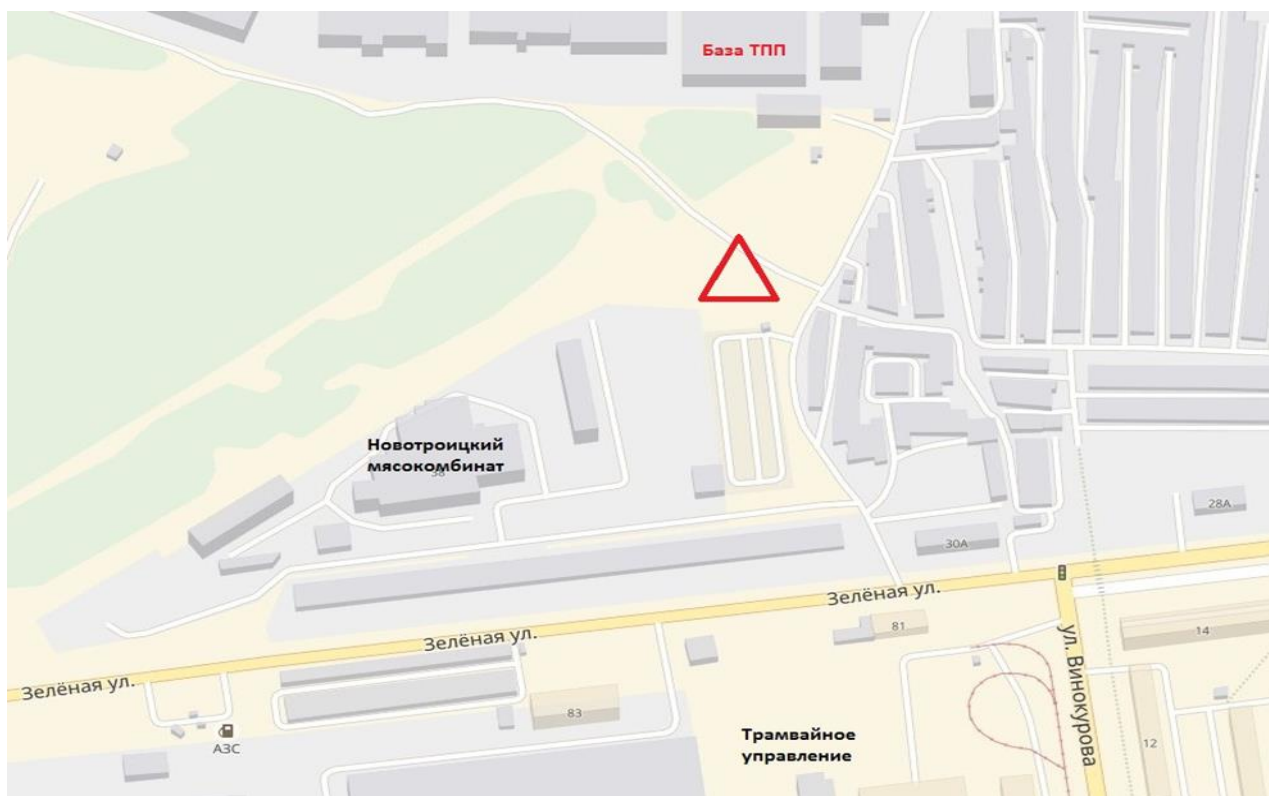 База ТПП
Новотроицкий
мясокомбинат
38
28А
30А
Зелёная ул.
81
Зелёная ул.
14
ул. Винокурова
Зелёная ул.
83
АЗС
Трамвайное
управление
12